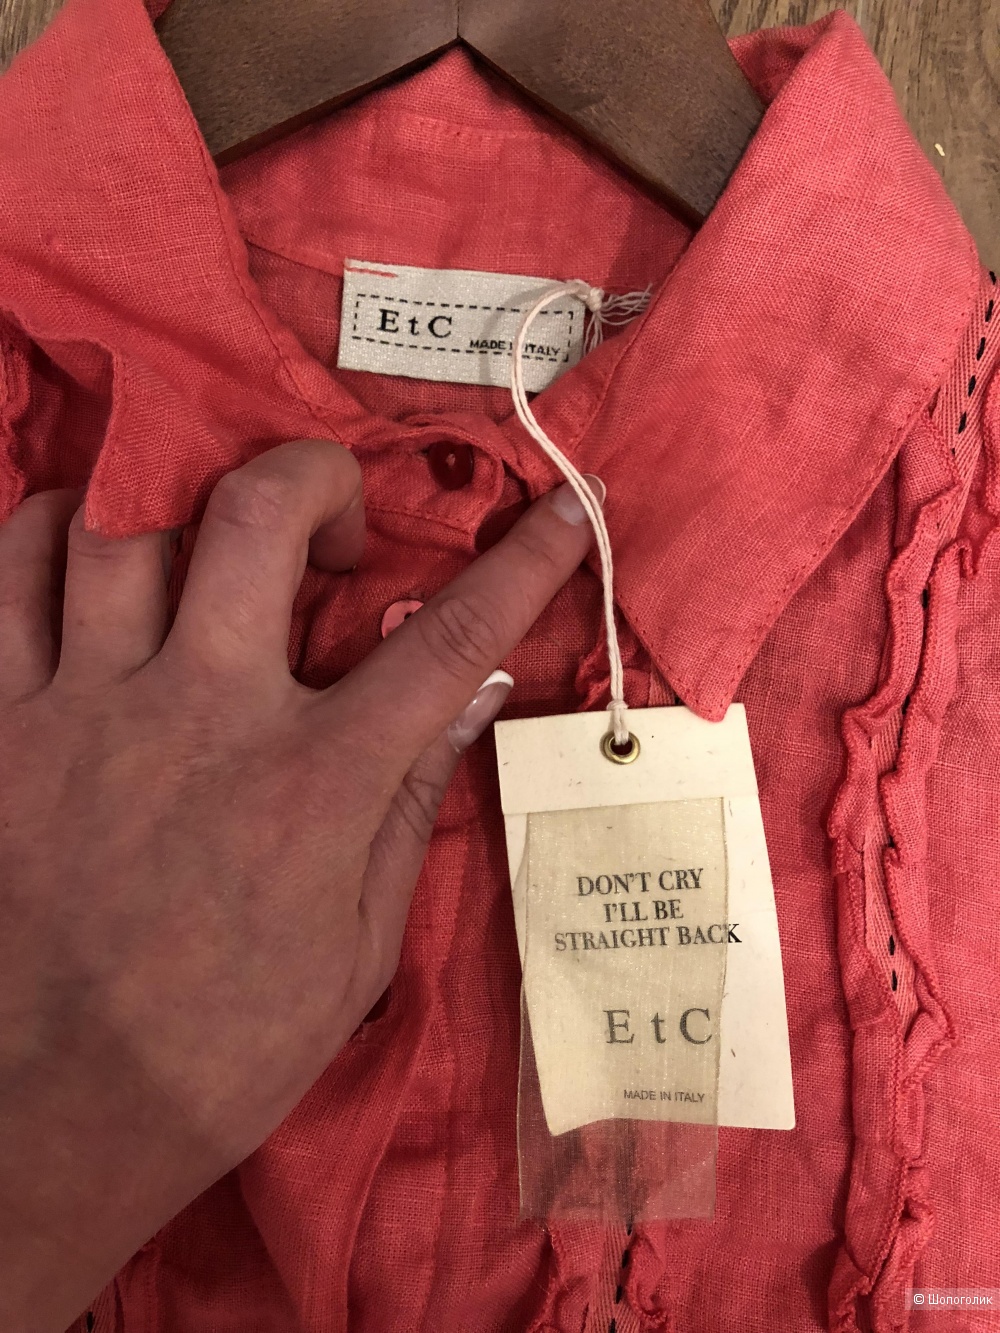 EtC
MADE IN ITALY
DON'T CRY
I'LL BE
STRAIGHT BACK
EtC
MADE IN ITALY
© Шопоголик